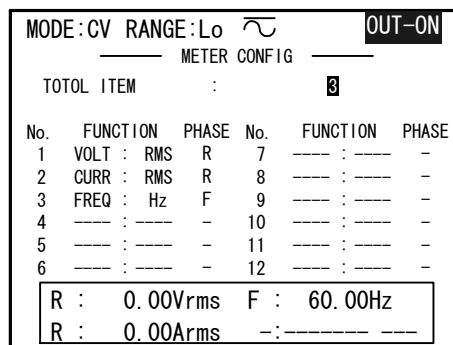 MODE:CV RANGE:Lo OUT-ON
METER CONFIG
TOTOL ITEM : 3
No. FUNCTION PHASE No. FUNCTION PHASE
1 VOLT : RMS R 7 ---- : ---- -
2 CURR : RMS R 8 ---- : ---- -
3 FREQ : Hz F 9 ---- : ---- -
4 ---- : ---- - 10 ---- : ---- -
5 ---- : ---- - 11 ---- : ---- -
6 ---- : ---- - 12 ---- : ---- -
R : 0.00Vrms F : 60.00Hz
R : 0.00Arms -:------- ---